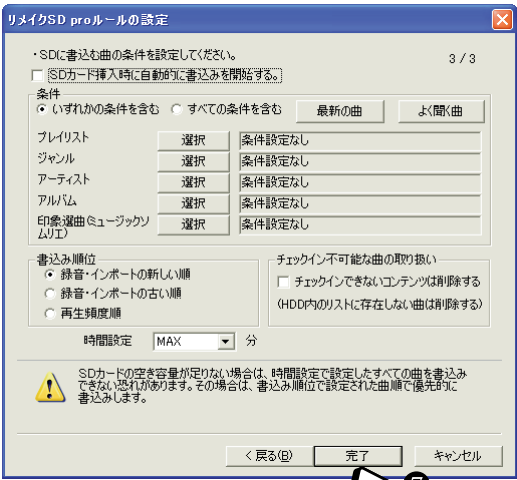 リメイクSD proルールの設定
・SDに書込む曲の条件を設定してください。
3 / 3
SDカード挿入時に自動的に書込みを開始する。
条件
いずれかの条件を含む すべての条件を含む 最新の曲 よく聞く曲
プレイリスト 選択 条件設定なし
ジャンル 選択 条件設定なし
アーティスト 選択 条件設定なし
アルバム 選択 条件設定なし
印象選曲(ミュージックソ
ムリエ) 選択 条件設定なし
書込み順位
録音・インポートの新しい順
録音・インポートの古い順
再生頻度順
チェックイン不可能な曲の取り扱い
チェックインできないコンテンツは削除する
(HDD内のリストに存在しない曲は削除する)
時間設定 MAX 分
SDカードの空き容量が足りない場合は、時間設定で設定したすべての曲を書込み
できない恐れがあります。その場合は、書込み順位で設定された曲順で優先的に
書込みします。
< 戻る(B) 完了 キャンセル